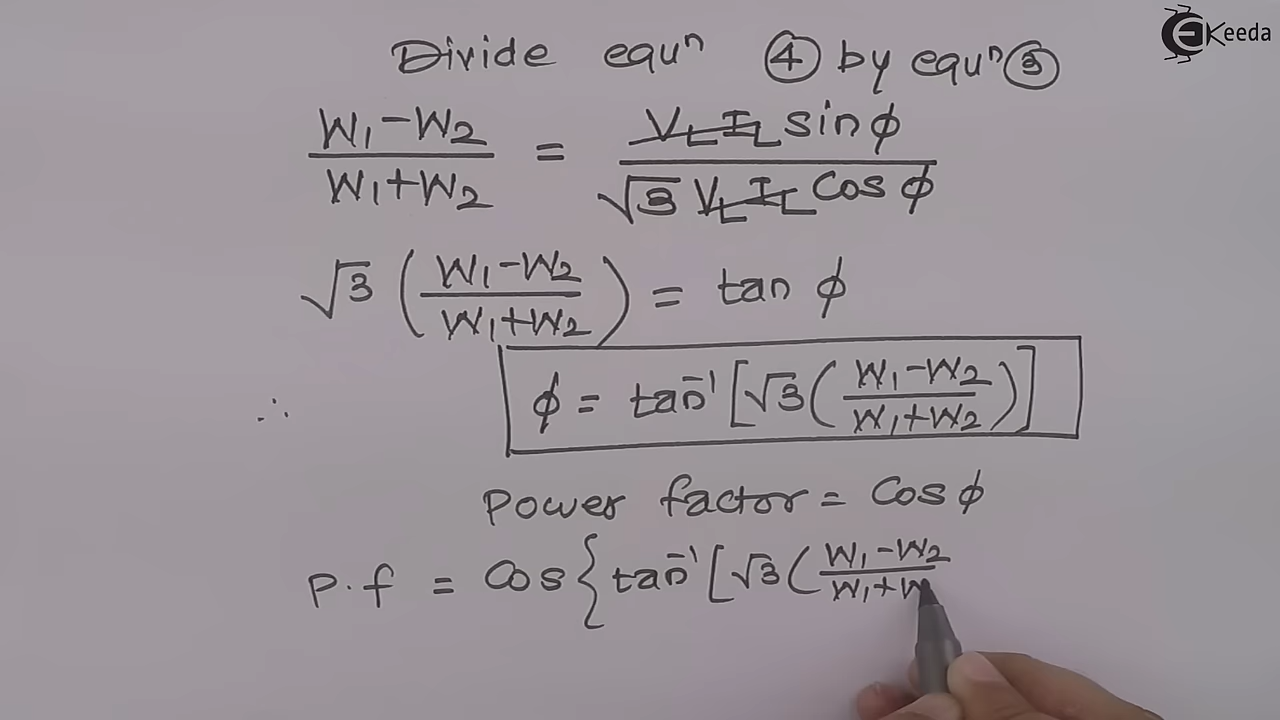 Ekeeda
Divide equⁿ ④ by equⁿ ③
W₁-W₂ / W₁+W₂ = V_L I_L sin ϕ / √3 V_L I_L Cos ϕ
√3 (W₁-W₂ / W₁+W₂) = tan ϕ
∴ ϕ = tan⁻¹ [√3 (W₁-W₂ / W₁+W₂)]
Power factor = Cos ϕ
P.f = Cos { tan⁻¹ [√3 (W₁-W₂ / W₁+W